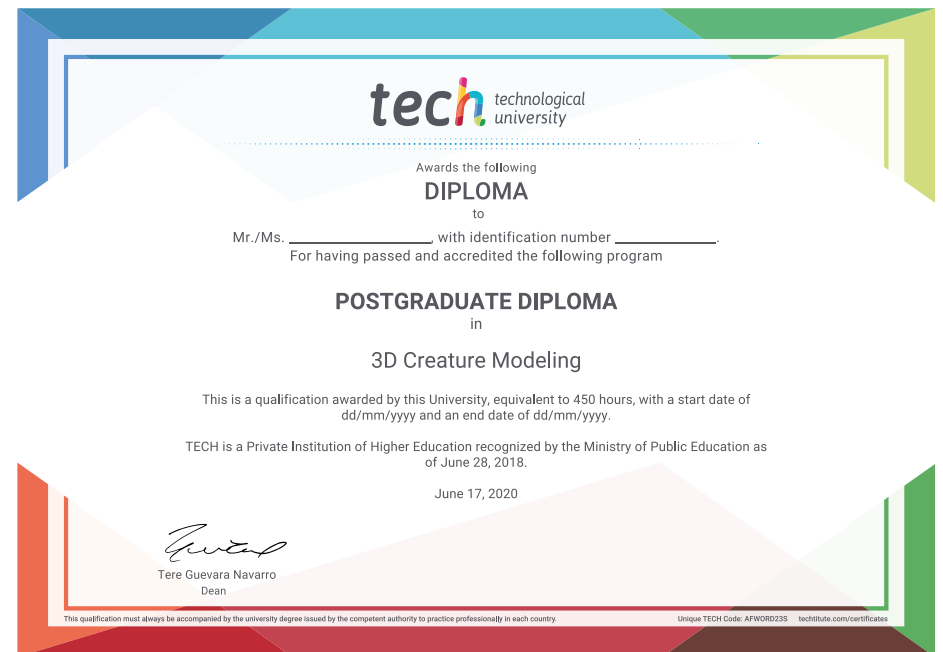 tech technological
university
Awards the following
DIPLOMA
to
Mr./Ms. ____________________, with identification number ______________.
For having passed and accredited the following program
POSTGRADUATE DIPLOMA
in
3D Creature Modeling
This is a qualification awarded by this University, equivalent to 450 hours, with a start date of
dd/mm/yyyy and an end date of dd/mm/yyyy.
TECH is a Private Institution of Higher Education recognized by the Ministry of Public Education as
of June 28, 2018.
June 17, 2020
Tere Guevara Navarro
Dean
This qualification must always be accompanied by the university degree issued by the competent authority to practice professionally in each country.
Unique TECH Code: AFWORD23S techtitute.com/certificates